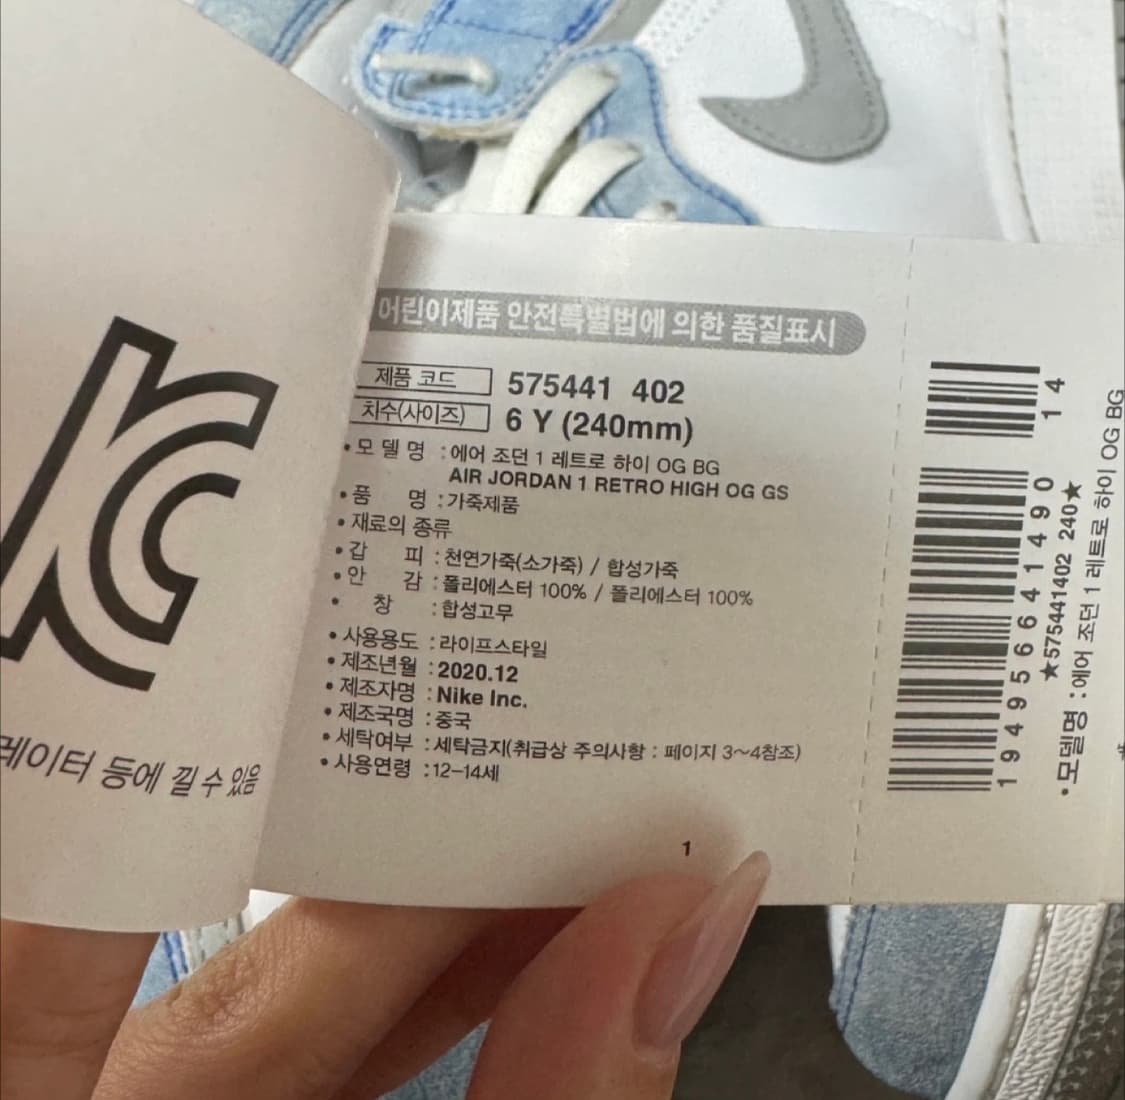 레이터 등에 낄 수 있음
어린이제품 안전특별법에 의한 품질표시
제품 코드 575441 402
치수(사이즈) 6 Y (240mm)
•모 델 명 :에어 조던 1 레트로 하이 OG BG
AIR JORDAN 1 RETRO HIGH OG GS
•품 명 :가죽제품
•재료의 종류
•갑 피 :천연가죽(소가죽) / 합성가죽
•안 감 :폴리에스터 100% / 폴리에스터 100%
• 창 :합성고무
•사용용도 :라이프스타일
•제조년월 :2020.12
•제조자명 :Nike Inc.
•제조국명 :중국
•세탁여부 :세탁금지(취급상 주의사항 : 페이지 3~4참조)
•사용연령 :12-14세
1
194956641490 14
★575441402 240★
•모델명 :에어 조던 1 레트로 하이 OG BG